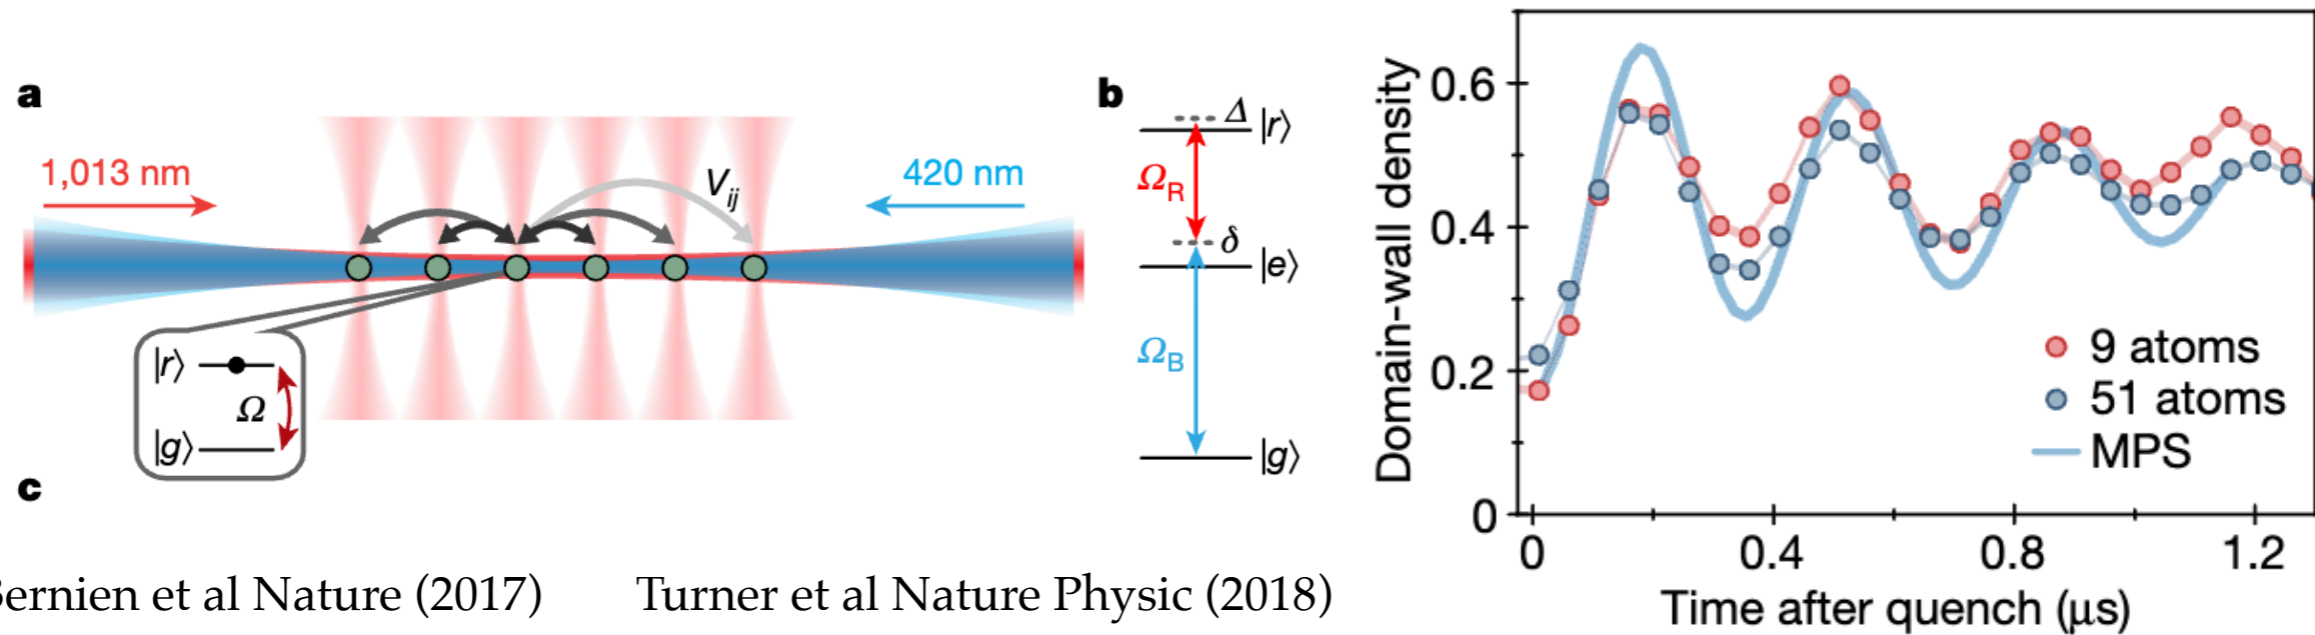 a
1,013 nm
V_ij
420 nm
|r⟩
Ω
|g⟩
c
b
Δ
|r⟩
Ω_R
δ
|e⟩
Ω_B
|g⟩
Domain-wall density
0.6
0.4
0.2
0
9 atoms
51 atoms
MPS
0 0.4 0.8 1.2
Time after quench (μs)
Bernien et al Nature (2017) Turner et al Nature Physic (2018)